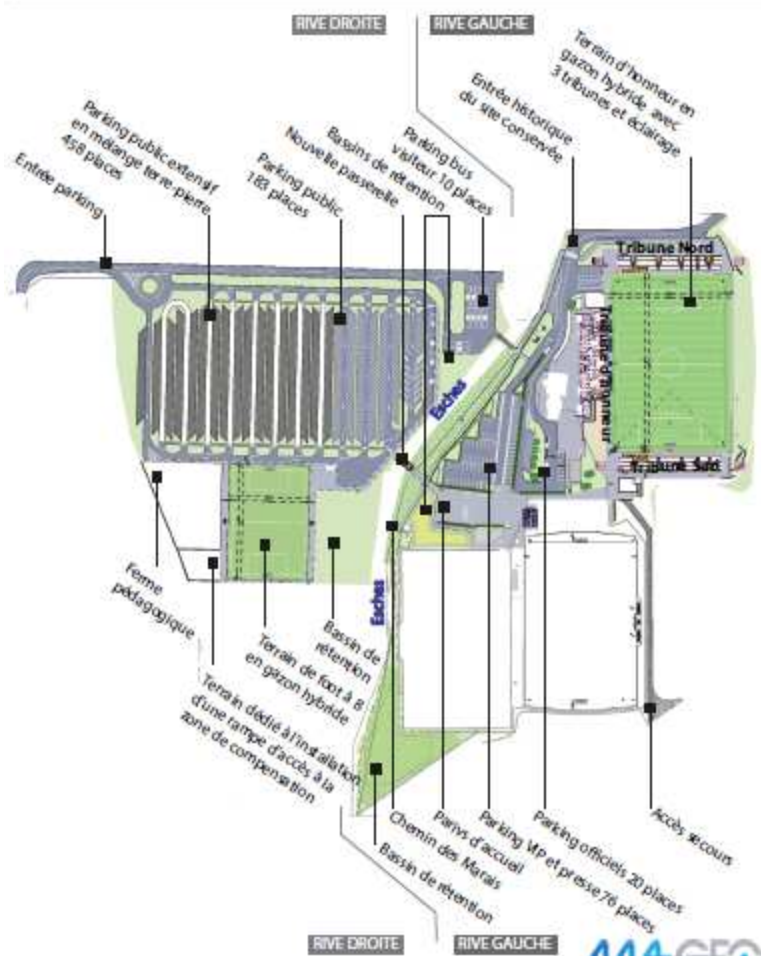 RIVE DROITE
RIVE GAUCHE
Terrain d'honneur en
gazon hybride avec
3 tribunes et éclairage
Entrée historique
du site conservée
Parking bus
visiteur 10 places
Bassins de rétention
Nouvelle passerelle
Parking public
183 places
Parking public extensif
en mélange terre-pierre
458 places
Entrée parking
Tribune Nord
Tribune d'honneur
Tribune Sud
Esches
Esches
Ferme
pédagogique
Terrain dédié à l'installation
d'une rampe d'accès à la
zone de compensation
Terrain de foot à 8
en gazon hybride
Bassin de
rétention
Bassin de rétention
Chemin des Marais
Parivs d'accueil
Parking VIP et presse 76 places
Parking officiels 20 places
Accès secours
RIVE DROITE
RIVE GAUCHE